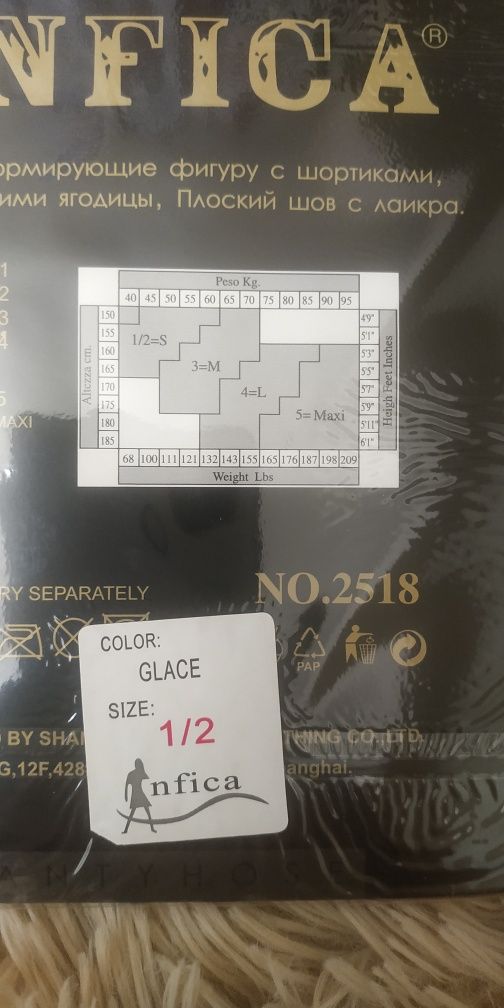 NFICA®
ормирующие фигуру с шортиками,
ими ягодицы, Плоский шов с лайкра.
1
2
3
4
5
MAXI
Peso Kg.
40 45 50 55 60 65 70 75 80 85 90 95
Altezza cm.
150
155
160
165
170
175
180
185
1/2=S
3=M
4=L
5= Maxi
4'9"
5'1"
5'3"
5'5"
5'7"
5'9"
5'11"
6'1"
Heigh Feet Inches
68 100 111 121 132 143 155 165 176 187 198 209
Weight Lbs
RY SEPARATELY
NO.2518
PAP
COLOR:
GLACE
SIZE:
1/2
Anfica
BY SHA
THING CO.,LTD.
G,12F,428
anghai.
ANTYHOSE